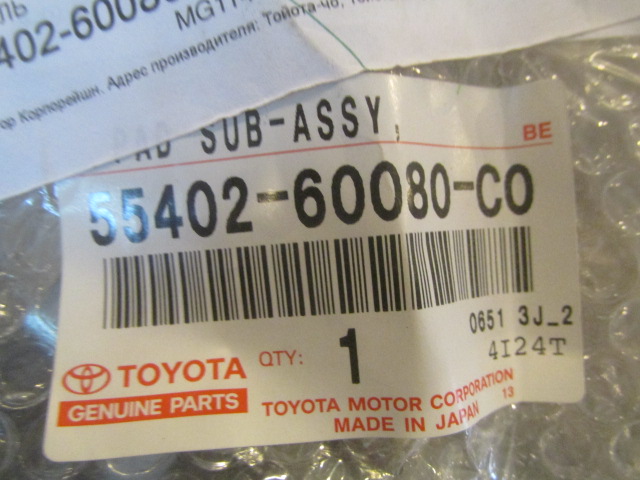 ль
402-6008
MG11
ор Корпорейшн. Адрес производителя: Тойота-чо,
PAD SUB-ASSY,
BE
55402-60080-C0
0651 3J_2
4I24T
QTY: 1
TOYOTA
GENUINE PARTS
TOYOTA MOTOR CORPORATION
13
MADE IN JAPAN